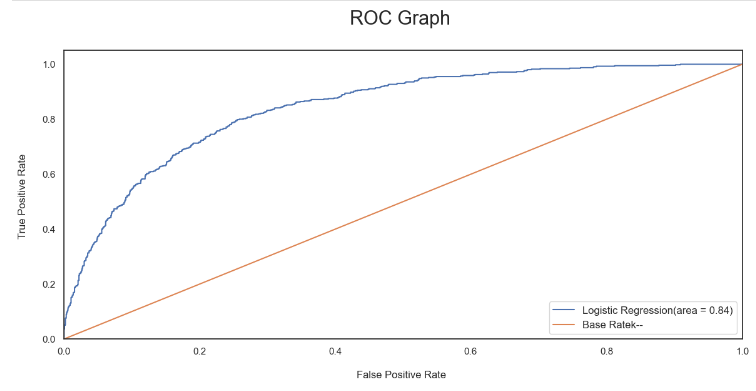 ROC Graph
1.0
0.8
0.6
0.4
0.2
0.0
True Positive Rate
Logistic Regression(area = 0.84)
Base Ratek--
0.0 0.2 0.4 0.6 0.8 1.0
False Positive Rate